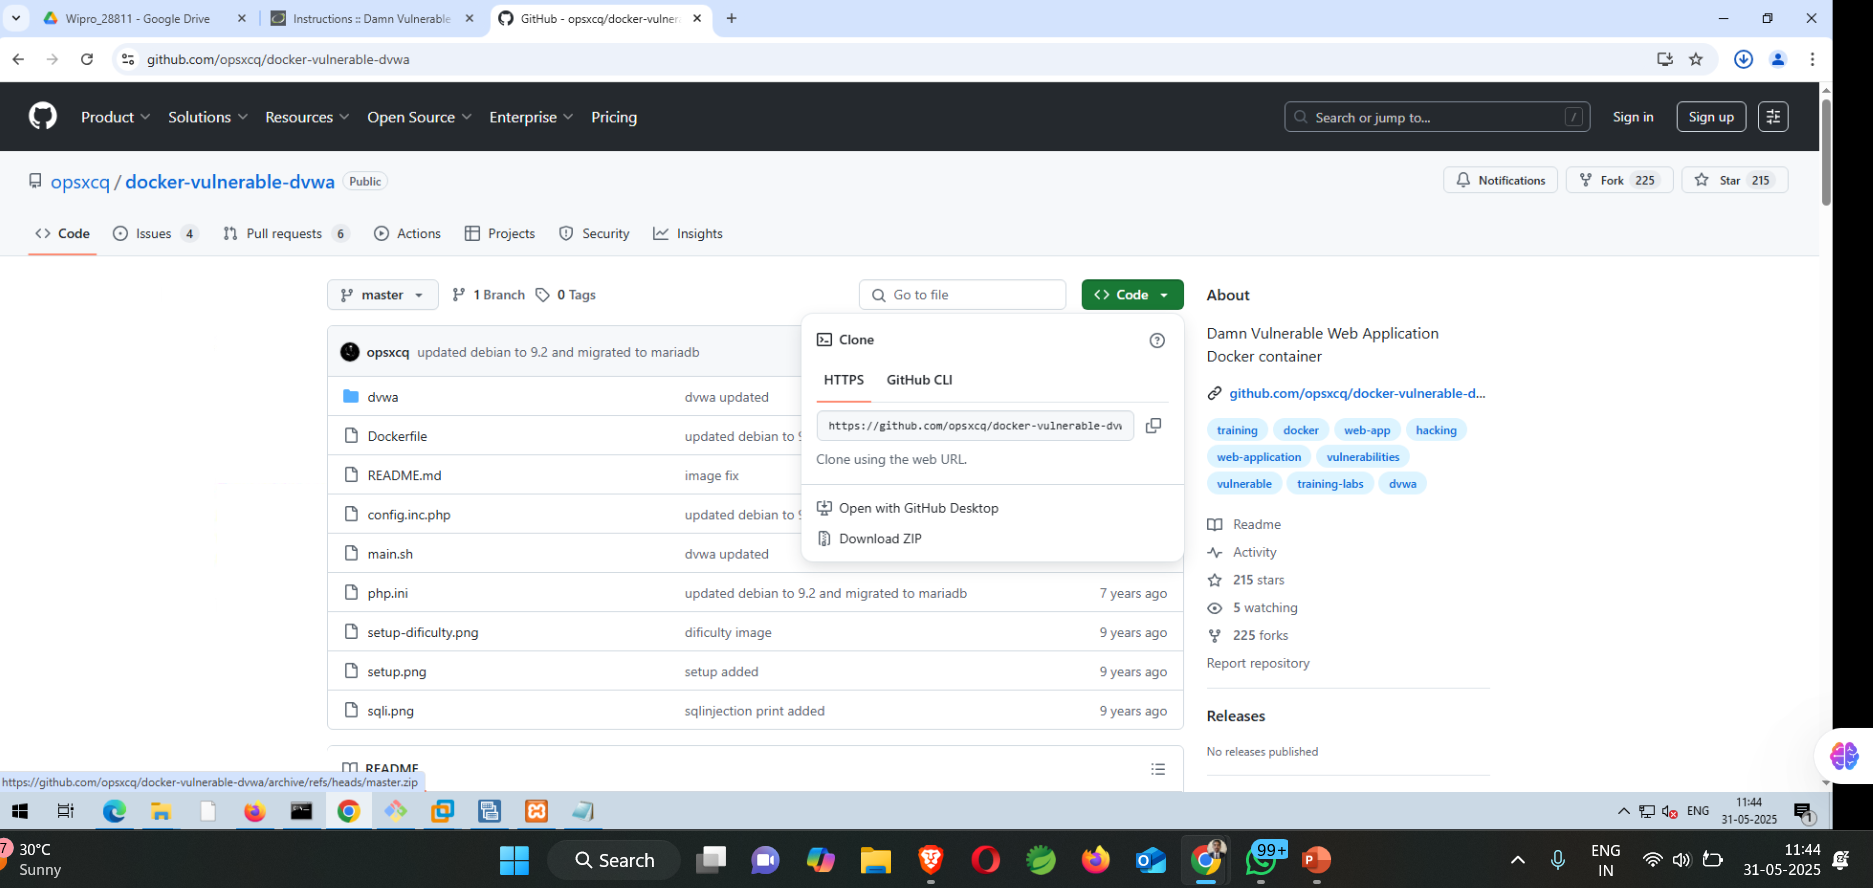 Wipro_28811 - Google Drive
Instructions :: Damn Vulnerable
GitHub - opsxcq/docker-vulnera
github.com/opsxcq/docker-vulnerable-dvwa
Product Solutions Resources Open Source Enterprise Pricing
Search or jump to... /
Sign in
Sign up
opsxcq / docker-vulnerable-dvwa Public
Notifications
Fork 225
Star 215
Code Issues 4 Pull requests 6 Actions Projects Security Insights
master 1 Branch 0 Tags
Go to file
Code
opsxcq updated debian to 9.2 and migrated to mariadb
dvwa dvwa updated
Dockerfile updated debian to 9
README.md image fix
config.inc.php updated debian to 9
main.sh dvwa updated
php.ini updated debian to 9.2 and migrated to mariadb 7 years ago
setup-dificulty.png dificulty image 9 years ago
setup.png setup added 9 years ago
sqli.png sqlinjection print added 9 years ago
README
Clone
HTTPS GitHub CLI
https://github.com/opsxcq/docker-vulnerable-dvw
Clone using the web URL.
Open with GitHub Desktop
Download ZIP
About
Damn Vulnerable Web Application
Docker container
github.com/opsxcq/docker-vulnerable-d...
training docker web-app hacking
web-application vulnerabilities
vulnerable training-labs dvwa
Readme
Activity
215 stars
5 watching
225 forks
Report repository
Releases
No releases published
https://github.com/opsxcq/docker-vulnerable-dvwa/archive/refs/heads/master.zip
ENG
11:44
31-05-2025
1
7
30°C
Sunny
Search
99+
ENG
IN
11:44
31-05-2025